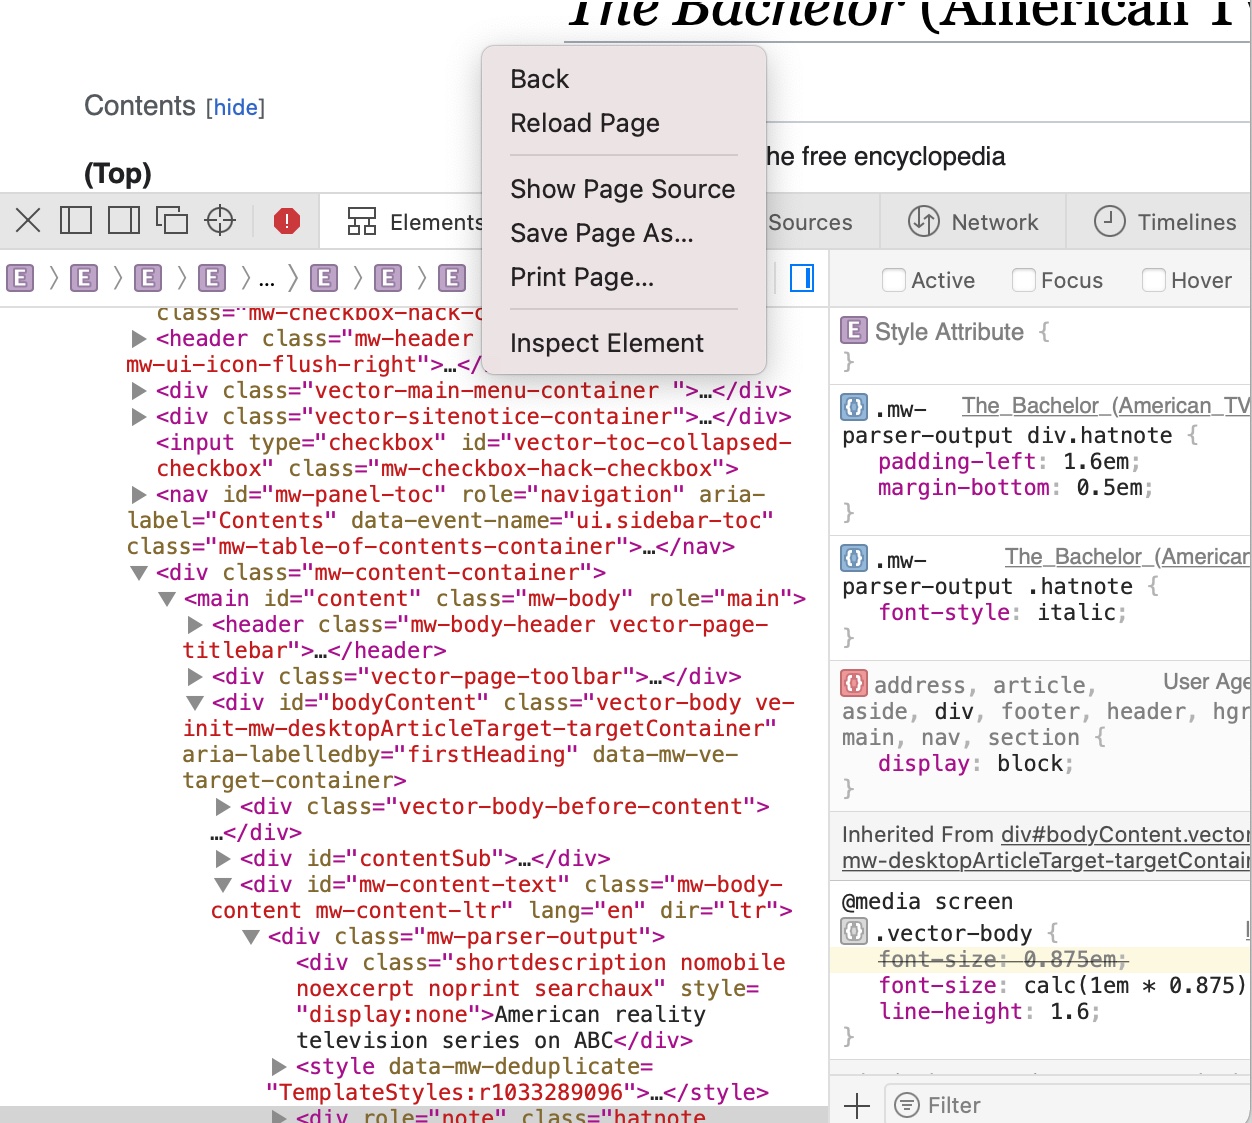 The Bachelor (American T
Contents [hide]
he free encyclopedia
(Top)
Back
Reload Page
Show Page Source
Save Page As...
Print Page...
Inspect Element
Elements
Sources
Network
Timelines
E > E > E > E > ... > E > E > E
Active Focus Hover
class="mw-checkbox-hack-c
<header class="mw-header
mw-ui-icon-flush-right">…</
<div class="vector-main-menu-container ">…</div>
<div class="vector-sitenotice-container">…</div>
<input type="checkbox" id="vector-toc-collapsed-
checkbox" class="mw-checkbox-hack-checkbox">
<nav id="mw-panel-toc" role="navigation" aria-
label="Contents" data-event-name="ui.sidebar-toc"
class="mw-table-of-contents-container">…</nav>
<div class="mw-content-container">
<main id="content" class="mw-body" role="main">
<header class="mw-body-header vector-page-
titlebar">…</header>
<div class="vector-page-toolbar">…</div>
<div id="bodyContent" class="vector-body ve-
init-mw-desktopArticleTarget-targetContainer"
aria-labelledby="firstHeading" data-mw-ve-
target-container>
<div class="vector-body-before-content">
…</div>
<div id="contentSub">…</div>
<div id="mw-content-text" class="mw-body-
content mw-content-ltr" lang="en" dir="ltr">
<div class="mw-parser-output">
<div class="shortdescription nomobile
noexcerpt noprint searchaux" style=
"display:none">American reality
television series on ABC</div>
<style data-mw-deduplicate=
"TemplateStyles:r1033289096">…</style>
<div role="note" class="hatnote
E Style Attribute {
}
.mw- The_Bachelor_(American_TV
parser-output div.hatnote {
padding-left: 1.6em;
margin-bottom: 0.5em;
}
.mw- The_Bachelor_(American
parser-output .hatnote {
font-style: italic;
}
address, article, User Age
aside, div, footer, header, hgr
main, nav, section {
display: block;
}
Inherited From div#bodyContent.vector
mw-desktopArticleTarget-targetContai
@media screen
.vector-body {
font-size: 0.875em;
font-size: calc(1em * 0.875)
line-height: 1.6;
}
Filter